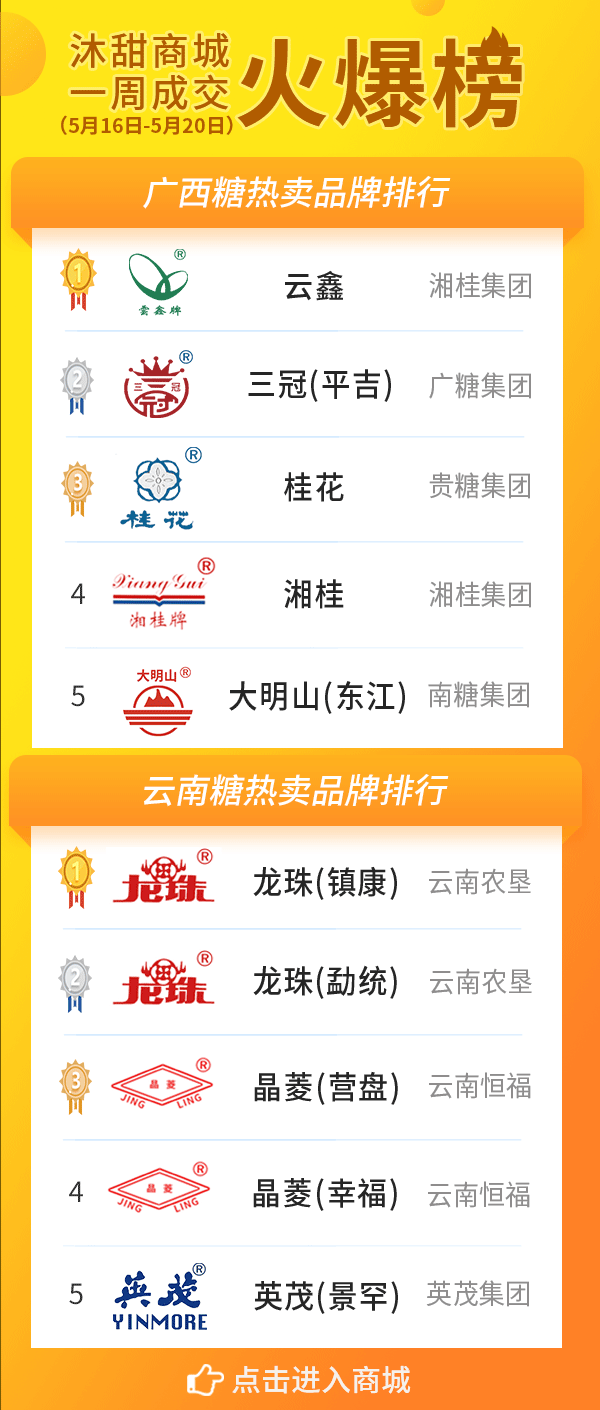 沐甜商城
一周成交
(5月16日-5月20日)
火爆榜
广西糖热卖品牌排行
1 ® 雲鑫牌 云鑫 湘桂集团
2 ® 三冠 三冠(平吉) 广糖集团
3 ® 桂花 桂花 贵糖集团
4 Xiang Gui ® 湘桂牌 湘桂 湘桂集团
5 大明山® 大明山(东江) 南糖集团
云南糖热卖品牌排行
1 龙珠® 龙珠(镇康) 云南农垦
2 龙珠® 龙珠(勐统) 云南农垦
3 ® 晶菱 JING LING 晶菱(营盘) 云南恒福
4 ® 晶菱 JING LING 晶菱(幸福) 云南恒福
5 英茂® YINMORE 英茂(景罕) 英茂集团
点击进入商城